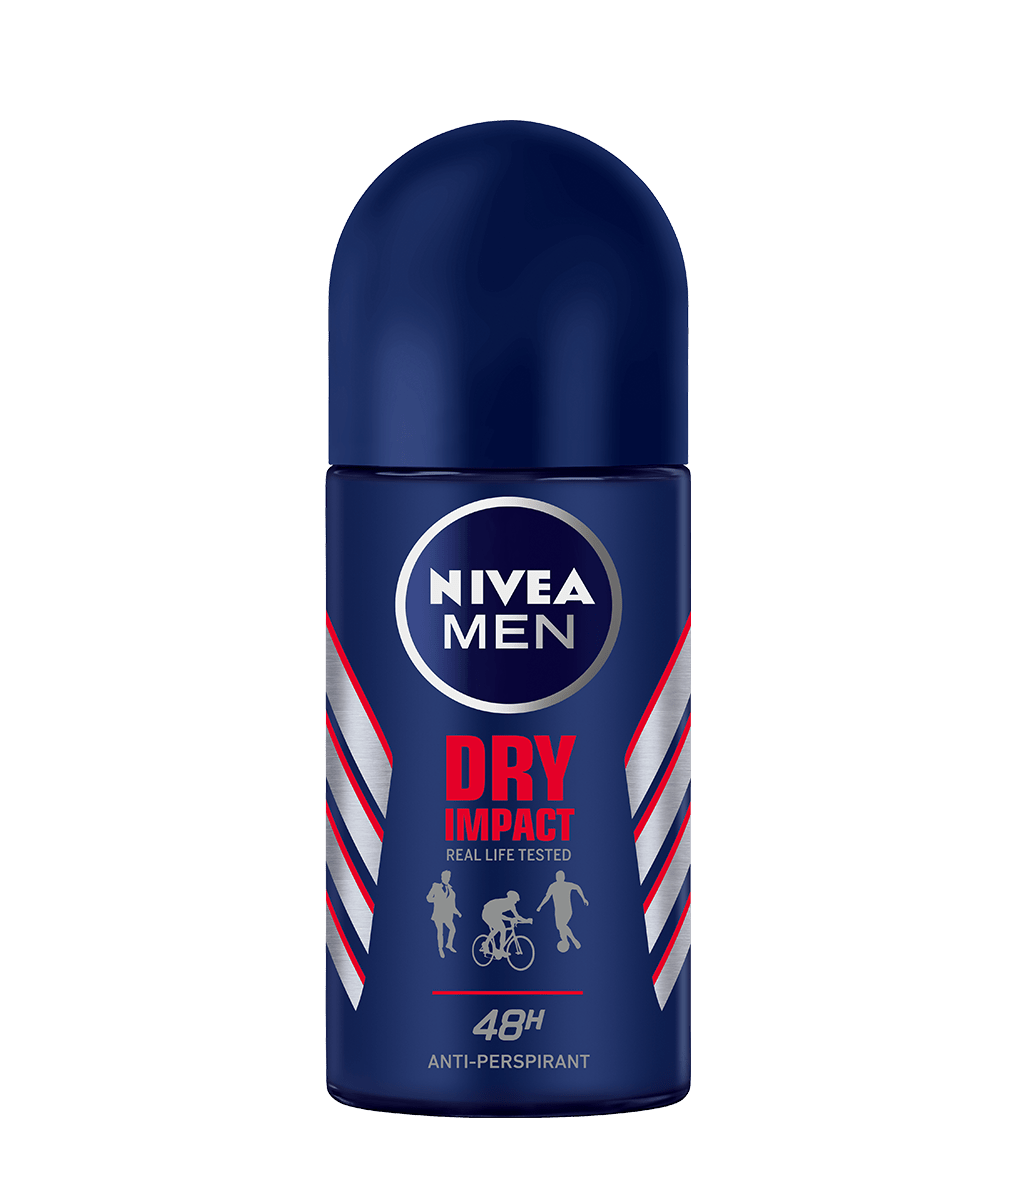 NIVEA
MEN
DRY
IMPACT
REAL LIFE TESTED
48H
ANTI-PERSPIRANT